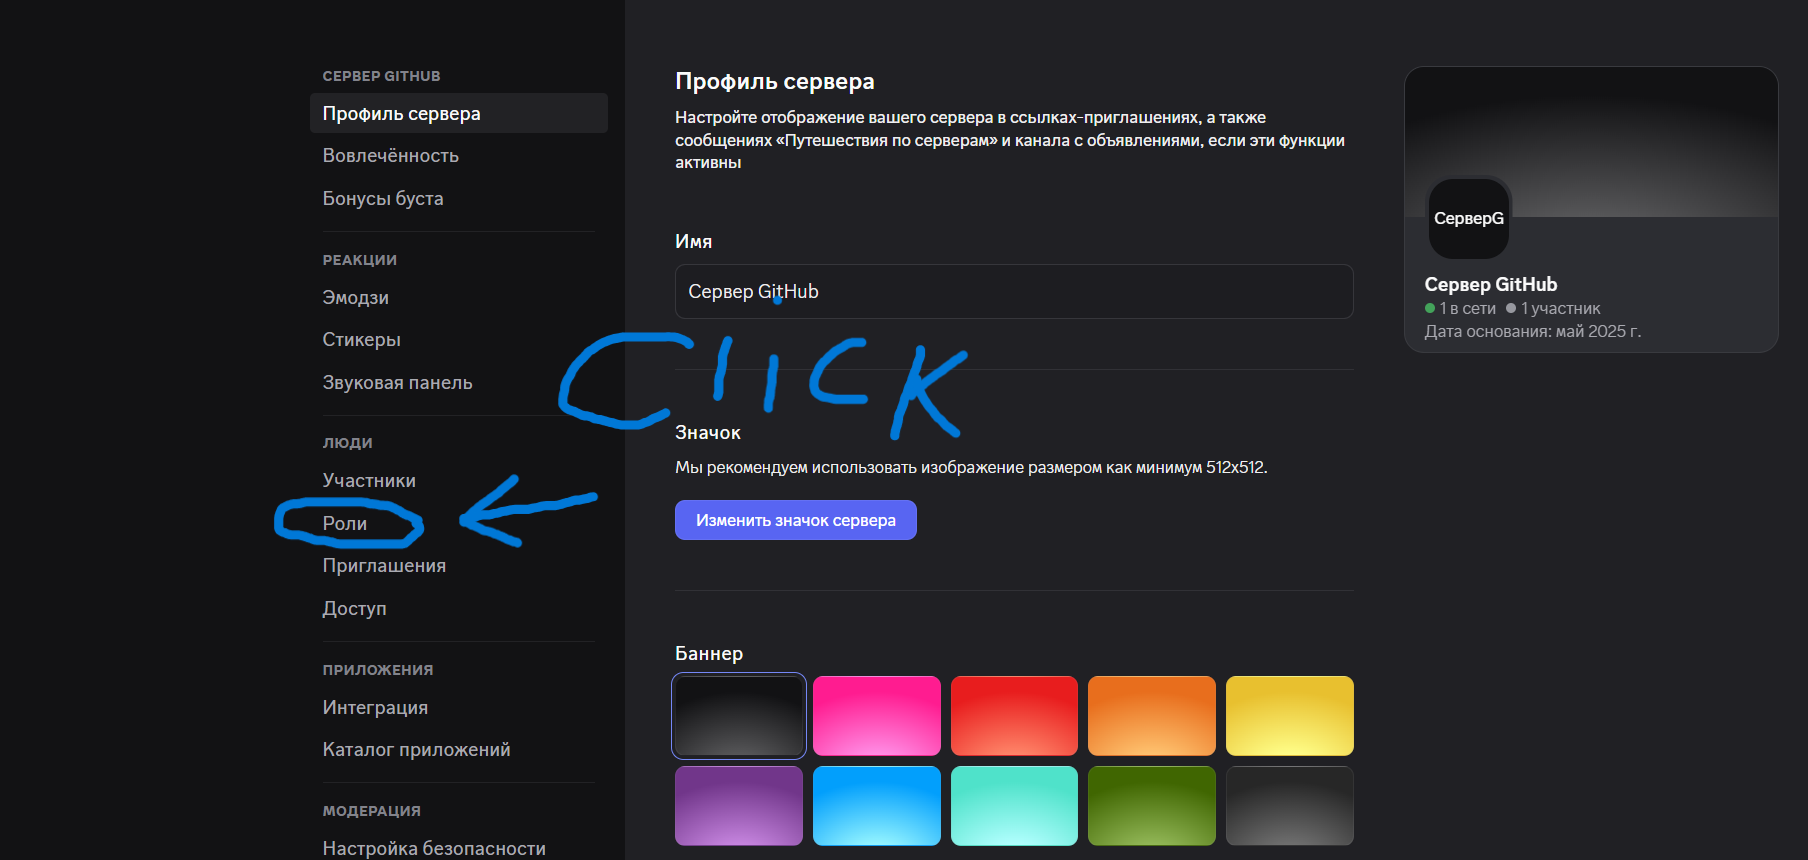 СЕРВЕР GITHUB
Профиль сервера
Вовлечённость
Бонусы буста
РЕАКЦИИ
Эмодзи
Стикеры
Звуковая панель
ЛЮДИ
Участники
Роли
Приглашения
Доступ
ПРИЛОЖЕНИЯ
Интеграция
Каталог приложений
МОДЕРАЦИЯ
Настройка безопасности
Профиль сервера
Настройте отображение вашего сервера в ссылках-приглашениях, а также
сообщениях «Путешествия по серверам» и канала с объявлениями, если эти функции
активны
Имя
Сервер GitHub
Click
Значок
Мы рекомендуем использовать изображение размером как минимум 512x512.
Изменить значок сервера
Баннер
СерверG
Сервер GitHub
1 в сети 1 участник
Дата основания: май 2025 г.